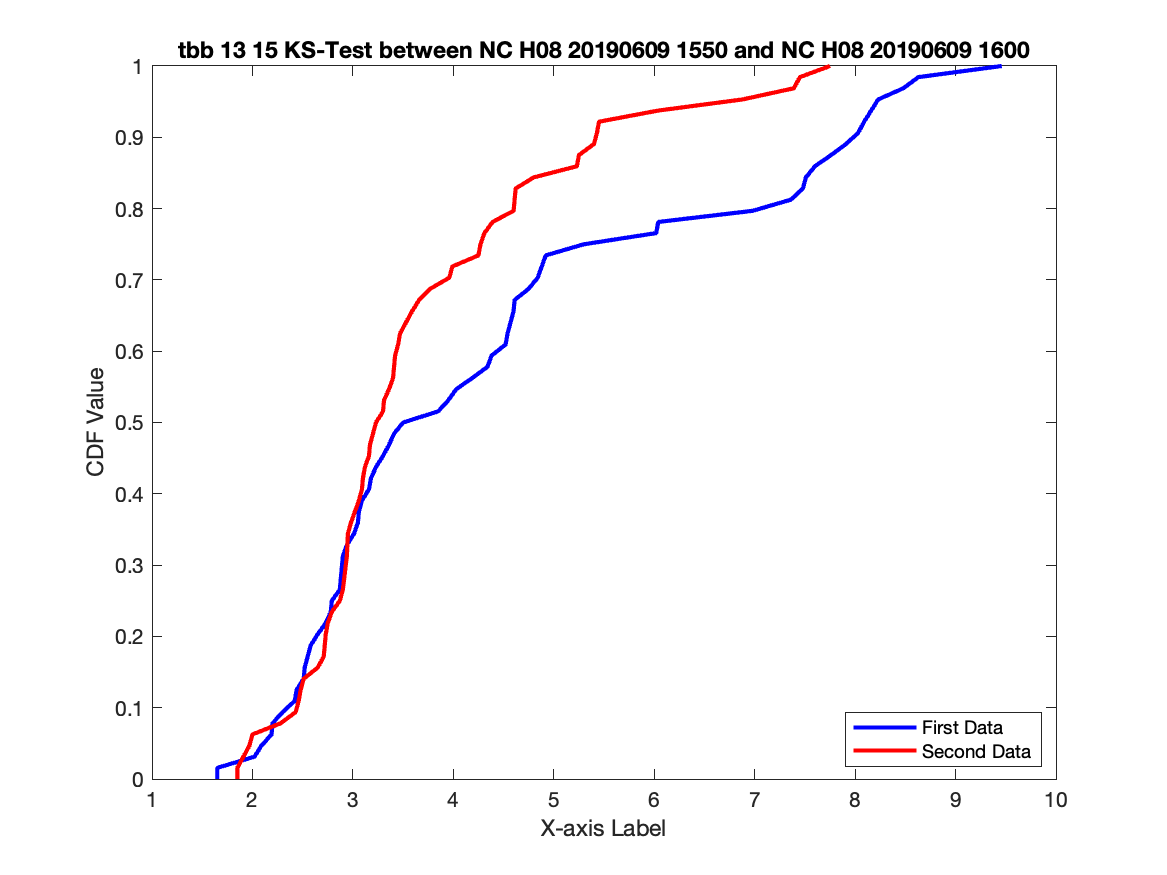 tbb 13 15 KS-Test between NC H08 20190609 1550 and NC H08 20190609 1600
1
0.9
0.8
0.7
0.6
0.5
0.4
0.3
0.2
0.1
0
CDF Value
First Data
Second Data
1 2 3 4 5 6 7 8 9 10
X-axis Label